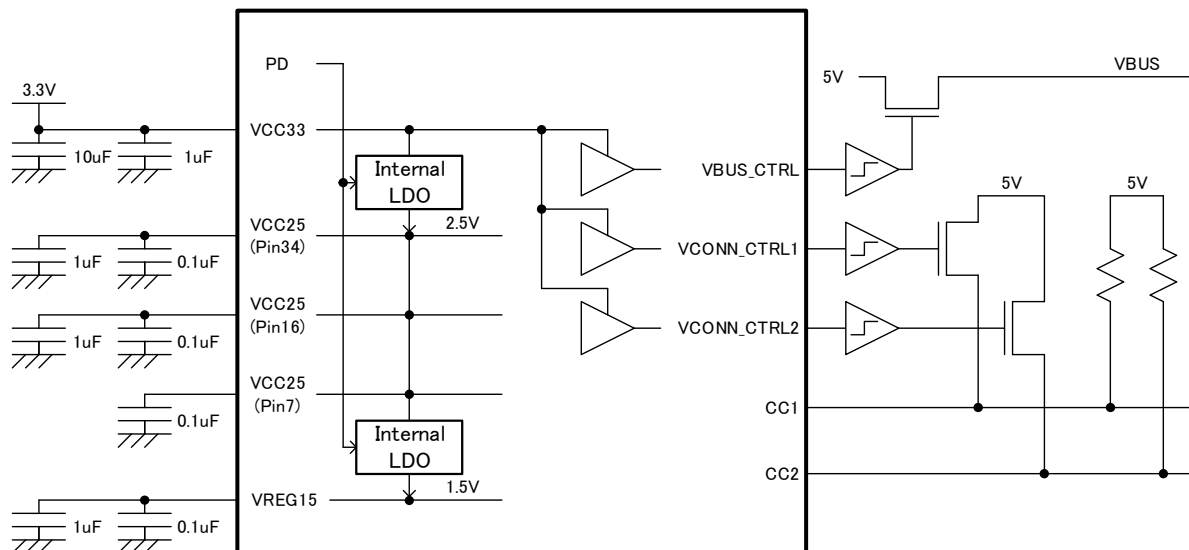 PD
5V
VBUS
3.3V
VCC33
10uF
1uF
Internal
LDO
VBUS_CTRL
5V
5V
VCC25
(Pin34)
2.5V
1uF
0.1uF
VCONN_CTRL1
VCC25
(Pin16)
1uF
0.1uF
VCONN_CTRL2
VCC25
(Pin7)
0.1uF
CC1
Internal
LDO
CC2
VREG15
1.5V
1uF
0.1uF